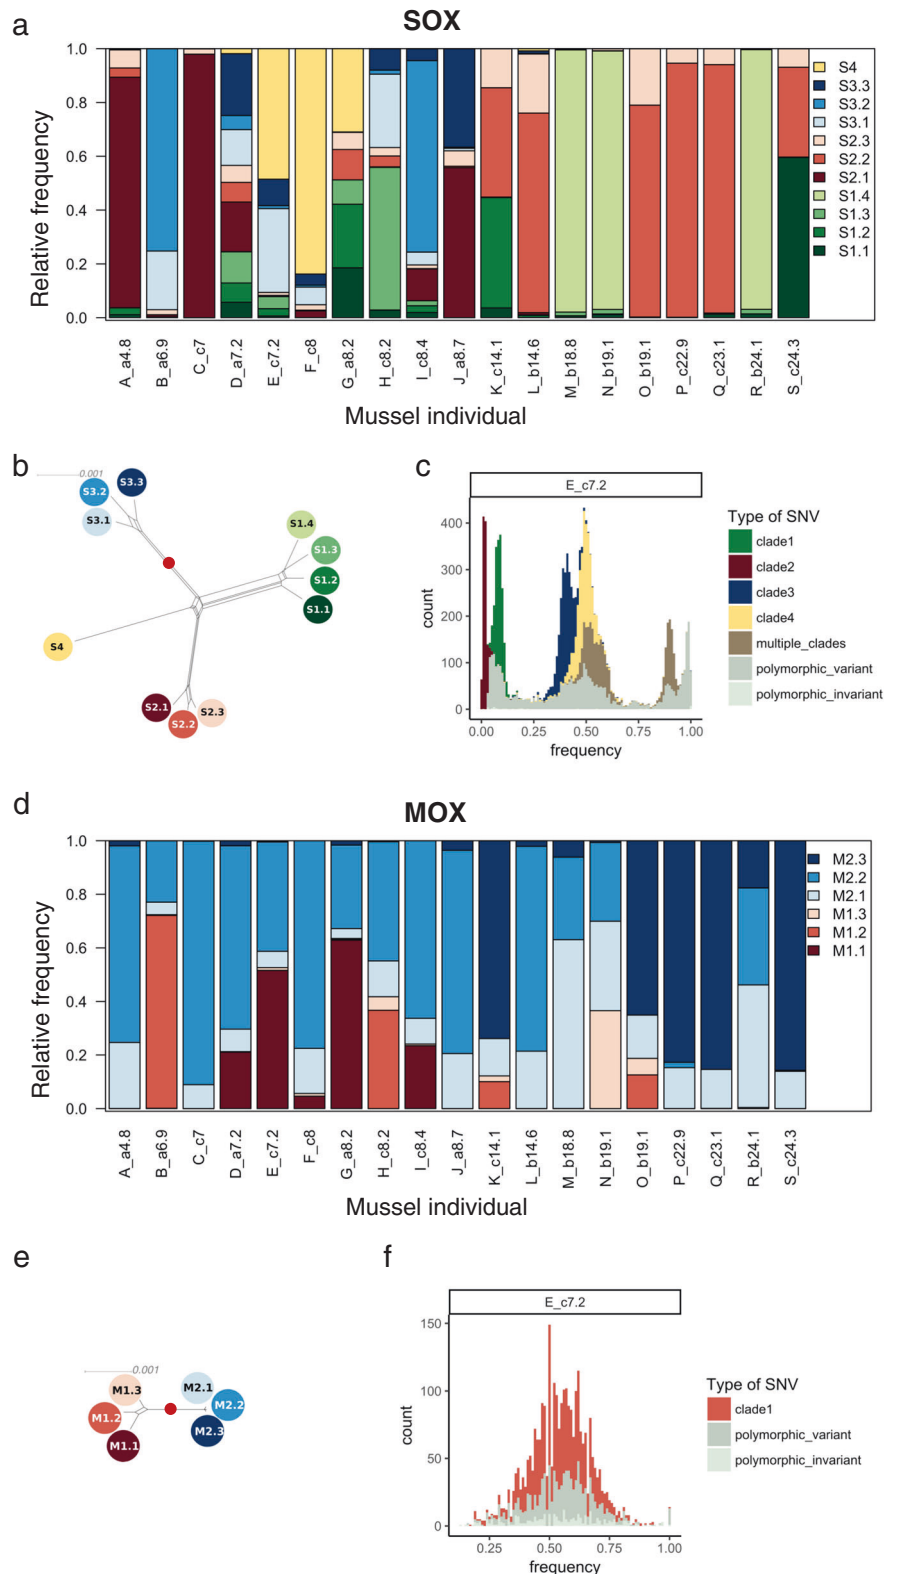 a
SOX
Relative frequency
1.0
0.8
0.6
0.4
0.2
0.0
S4
S3.3
S3.2
S3.1
S2.3
S2.2
S2.1
S1.4
S1.3
S1.2
S1.1
A_a4.8
B_a6.9
C_c7
D_a7.2
E_c7.2
F_c8
G_a8.2
H_c8.2
I_c8.4
J_a8.7
K_c14.1
L_b14.6
M_b18.8
N_b19.1
O_b19.1
P_c22.9
Q_c23.1
R_b24.1
S_c24.3
Mussel individual
b
0.001
S3.3
S3.2
S3.1
S1.4
S1.3
S1.2
S1.1
S4
S2.1
S2.2
S2.3
c
E_c7.2
count
400
300
200
100
0
0.00 0.25 0.50 0.75 1.00
frequency
Type of SNV
clade1
clade2
clade3
clade4
multiple_clades
polymorphic_variant
polymorphic_invariant
d
MOX
Relative frequency
1.0
0.8
0.6
0.4
0.2
0.0
M2.3
M2.2
M2.1
M1.3
M1.2
M1.1
A_a4.8
B_a6.9
C_c7
D_a7.2
E_c7.2
F_c8
G_a8.2
H_c8.2
I_c8.4
J_a8.7
K_c14.1
L_b14.6
M_b18.8
N_b19.1
O_b19.1
P_c22.9
Q_c23.1
R_b24.1
S_c24.3
Mussel individual
e
0.001
M1.3
M1.2
M1.1
M2.1
M2.2
M2.3
f
E_c7.2
count
150
100
50
0
0.25 0.50 0.75 1.00
frequency
Type of SNV
clade1
polymorphic_variant
polymorphic_invariant